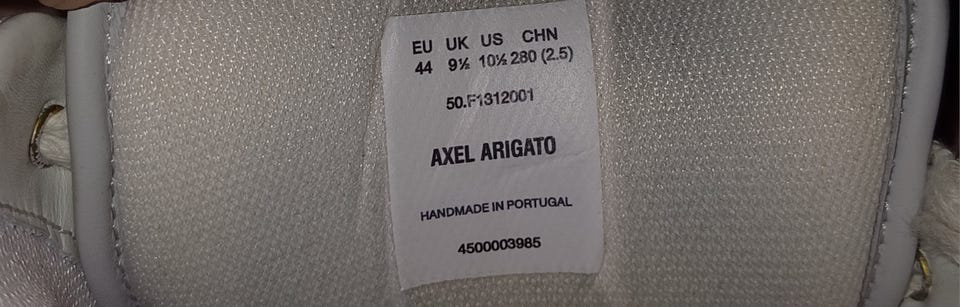 EU UK US CHN
44 9½ 10½ 280 (2.5)
50.F1312001
AXEL ARIGATO
HANDMADE IN PORTUGAL
4500003985